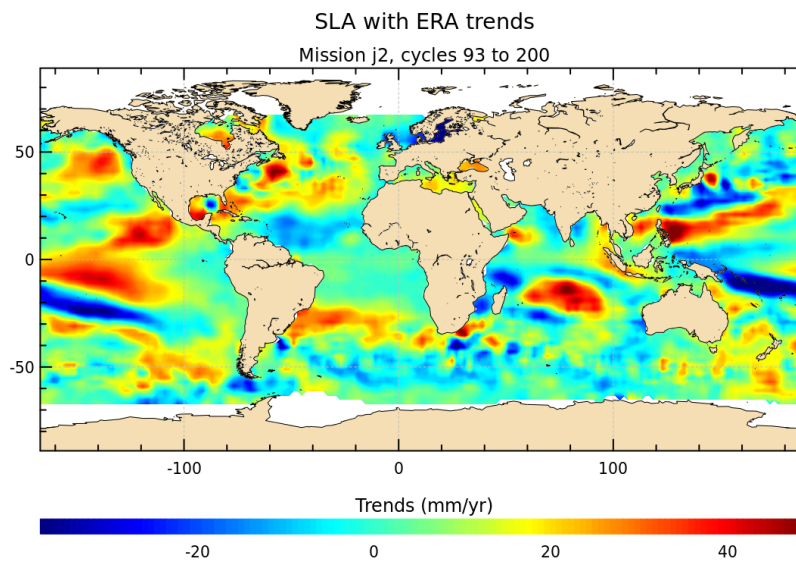 SLA with ERA trends
Mission j2, cycles 93 to 200
50
0
-50
-100 0 100
Trends (mm/yr)
-20 0 20 40